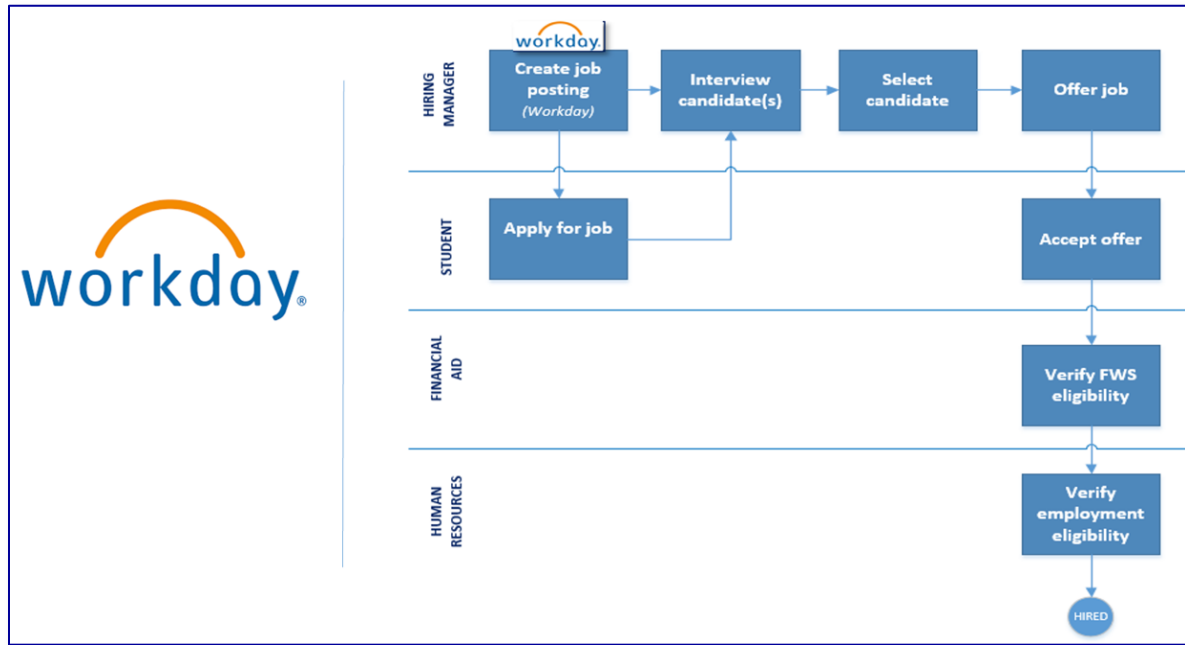 workday.
Create job
posting
(Workday)
Interview
candidate(s)
Select
candidate
Offer job
HIRING
MANAGER
workday®
STUDENT
Apply for job
Accept offer
FINANCIAL
AID
Verify FWS
eligibility
HUMAN
RESOURCES
Verify
employment
eligibility
HIRED